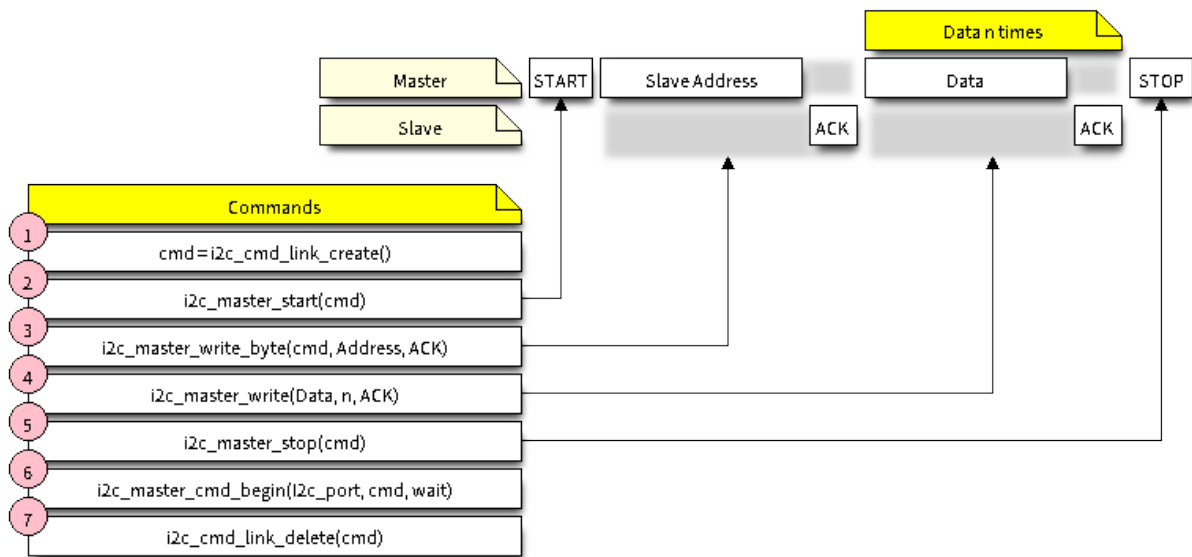 Data n times
Master
START
Slave Address
Data
STOP
Slave
ACK
ACK
Commands
1
cmd=i2c_cmd_link_create()
2
i2c_master_start(cmd)
3
i2c_master_write_byte(cmd, Address, ACK)
4
i2c_master_write(Data, n, ACK)
5
i2c_master_stop(cmd)
6
i2c_master_cmd_begin(I2c_port, cmd, wait)
7
i2c_cmd_link_delete(cmd)